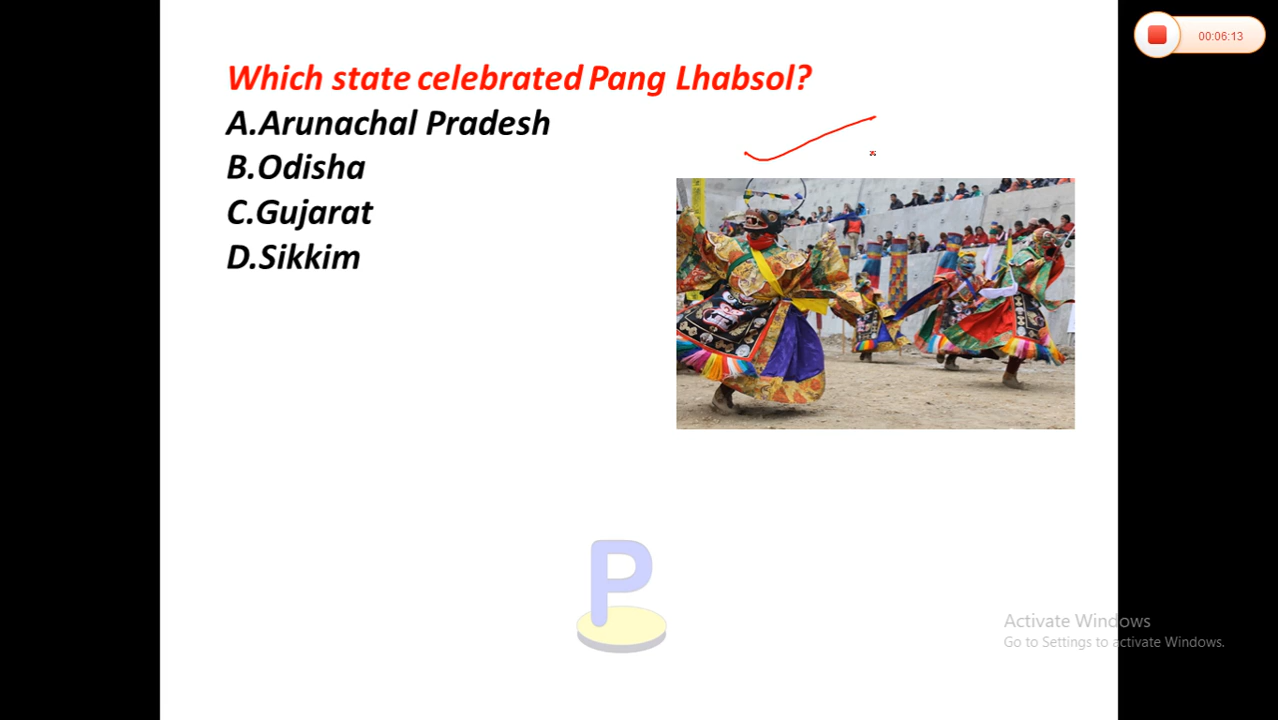 00:06:13
Which state celebrated Pang Lhabsol?
A.Arunachal Pradesh
B.Odisha
C.Gujarat
D.Sikkim
P
Activate Windows
Go to Settings to activate Windows.